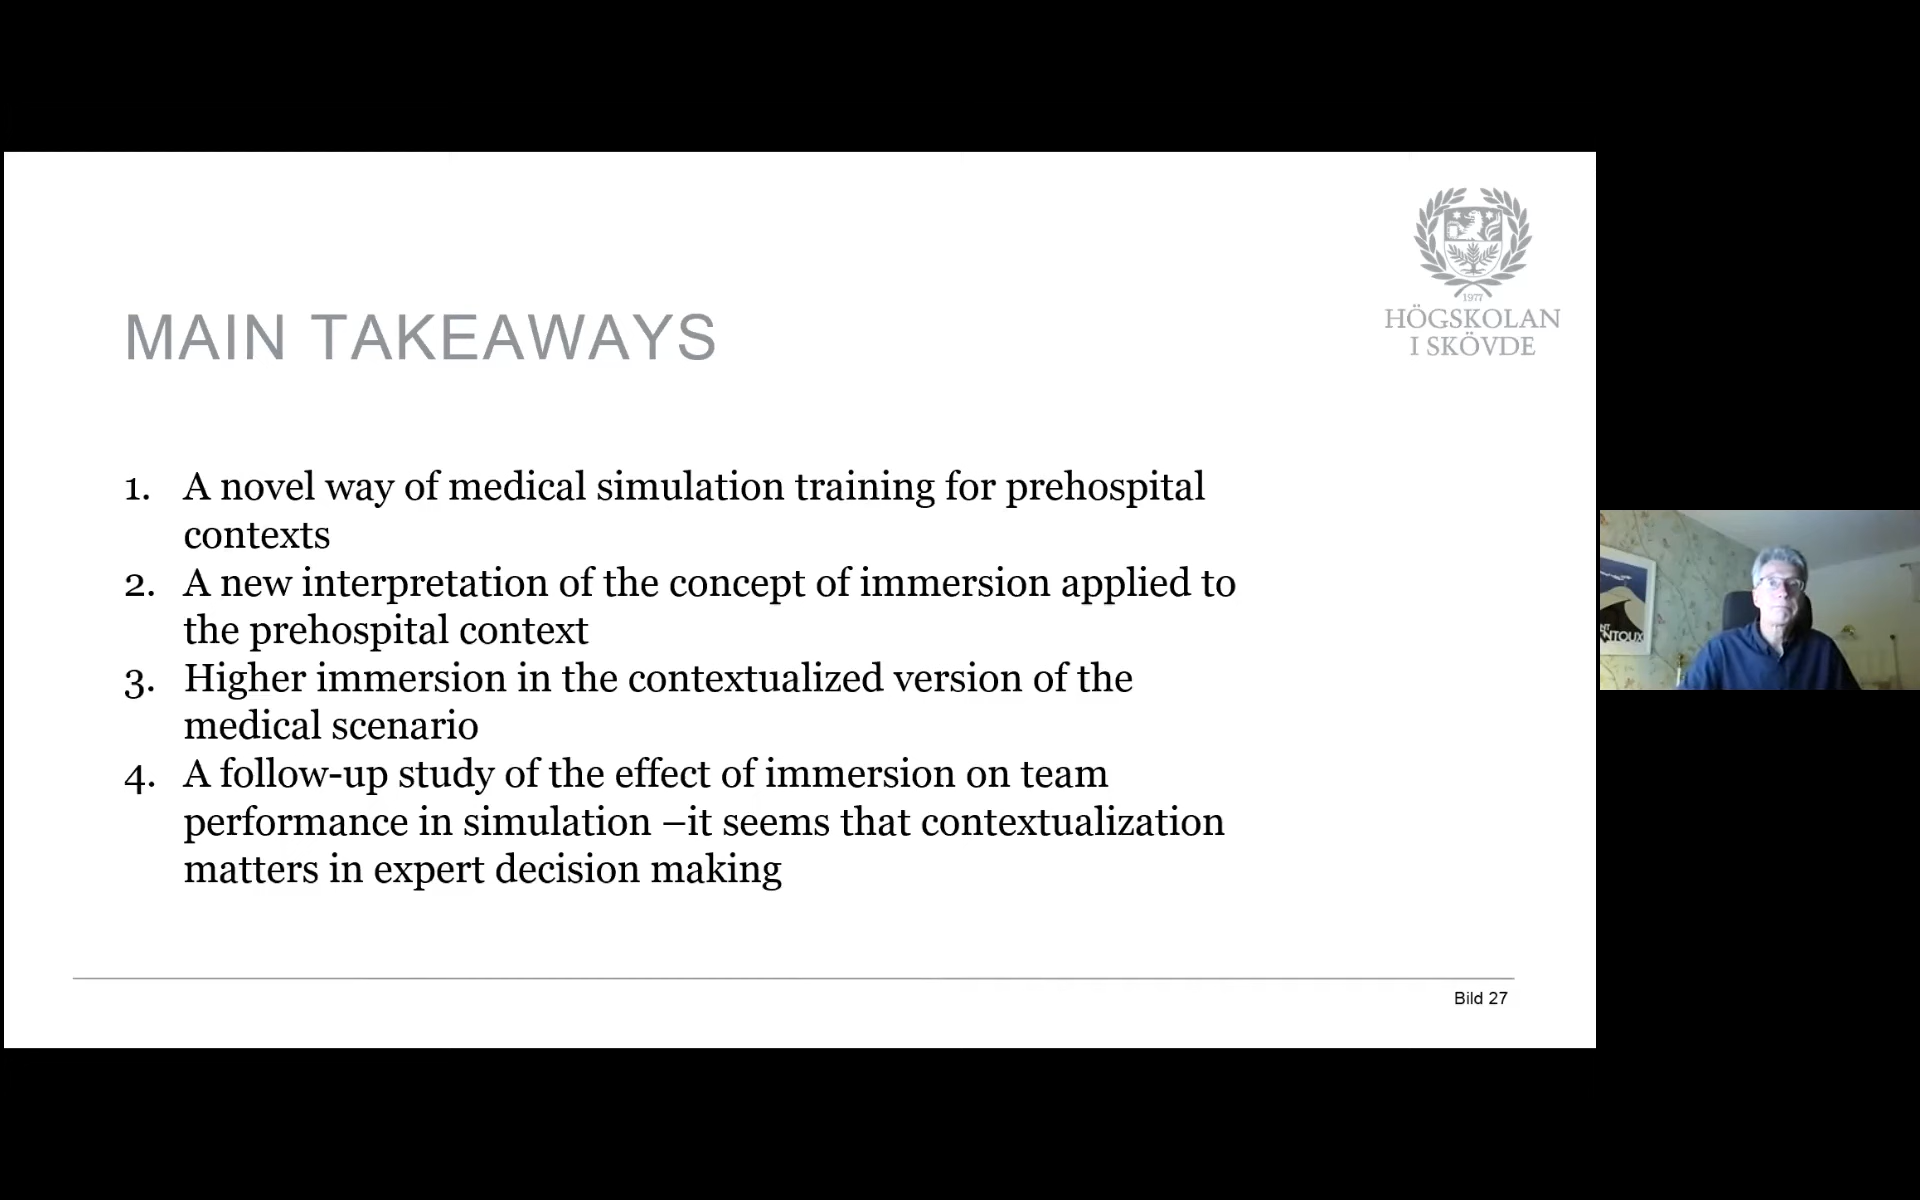 1977
HÖGSKOLAN
I SKÖVDE
MAIN TAKEAWAYS
1. A novel way of medical simulation training for prehospital
contexts
2. A new interpretation of the concept of immersion applied to
the prehospital context
3. Higher immersion in the contextualized version of the
medical scenario
4. A follow-up study of the effect of immersion on team
performance in simulation –it seems that contextualization
matters in expert decision making
Bild 27
NTOUX